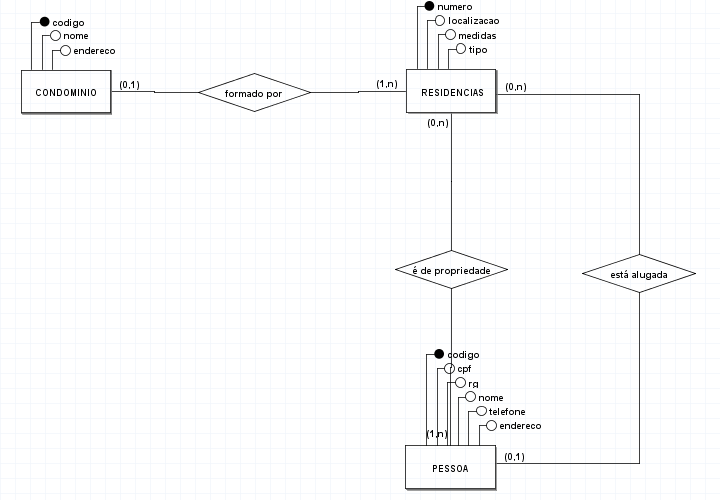 codigo
nome
endereco
CONDOMINIO
(0,1)
formado por
(1,n)
numero
localizacao
medidas
tipo
RESIDENCIAS
(0,n)
(0,n)
é de propriedade
está alugada
codigo
cpf
rg
nome
telefone
endereco
(1,n)
PESSOA
(0,1)